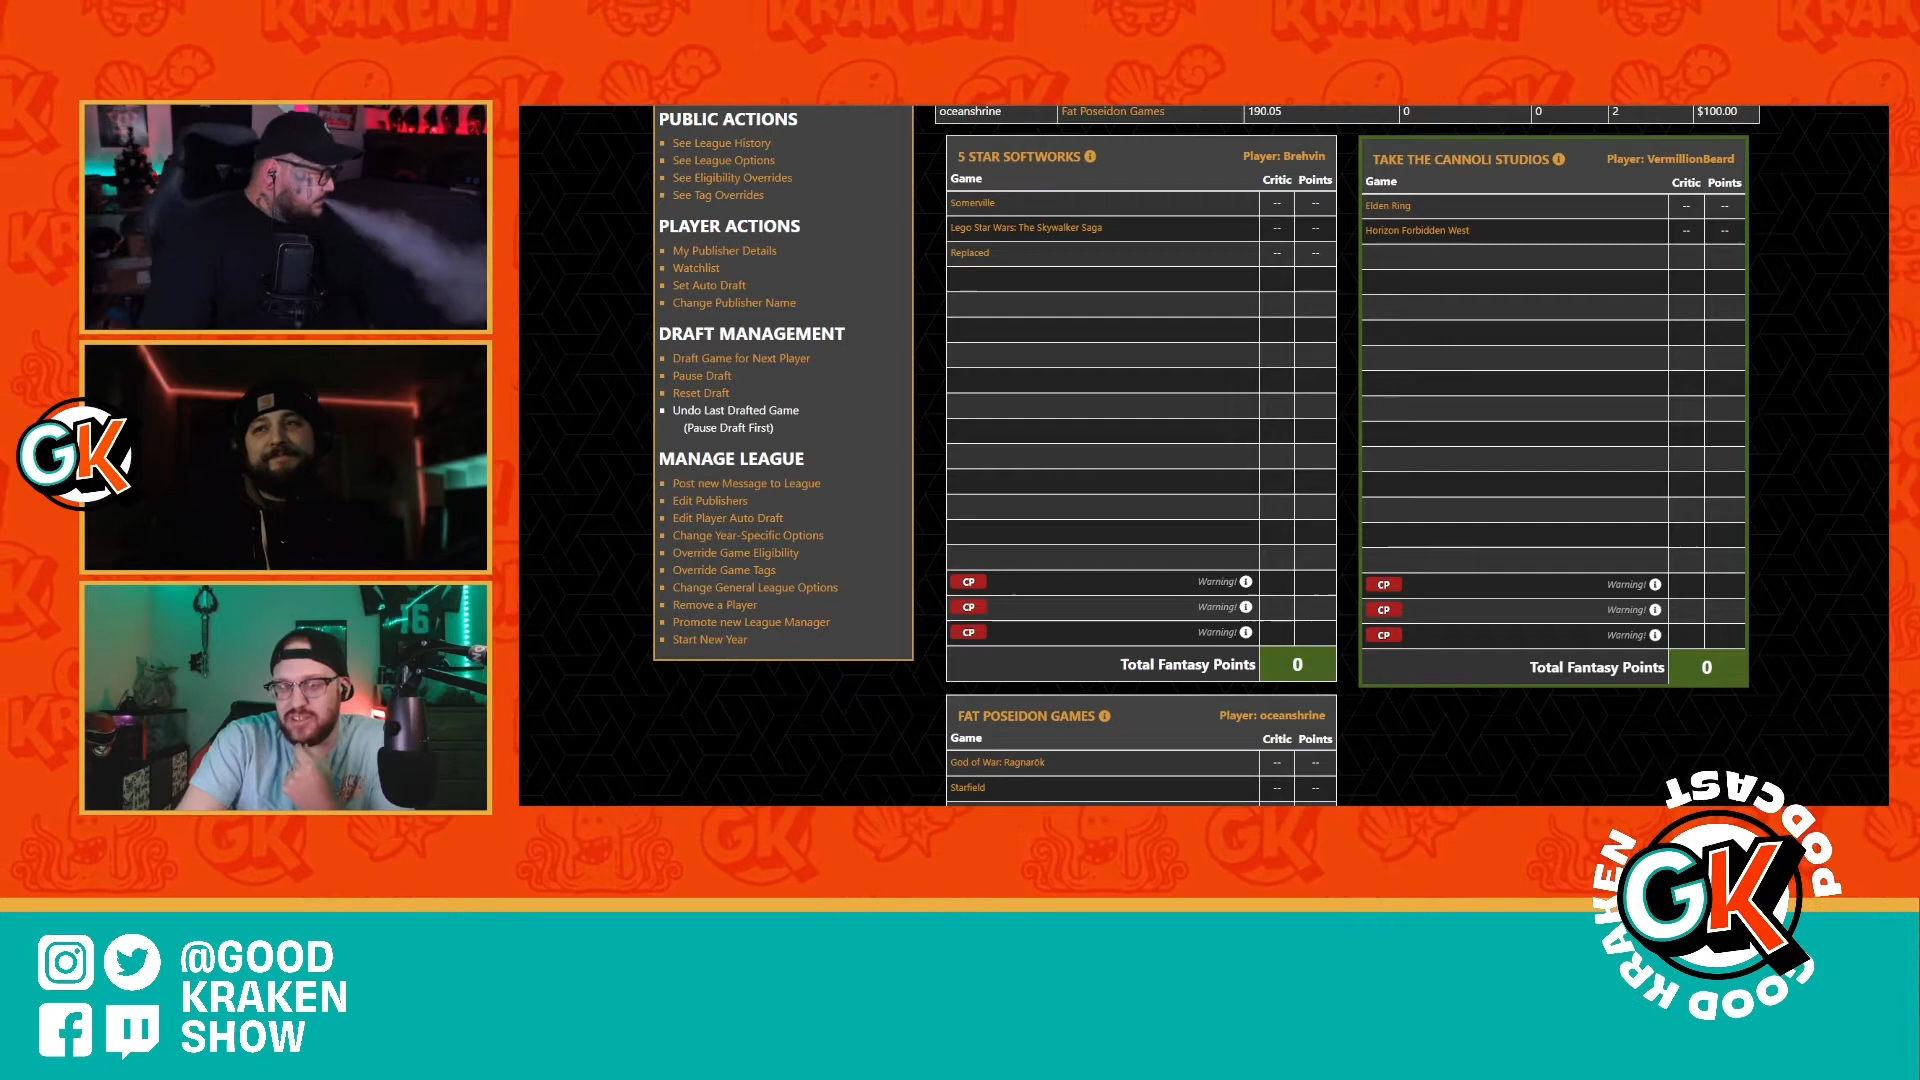 oceanshrine Fat Poseidon Games 190.05 0 0 2 $100.00
PUBLIC ACTIONS
See League History
See League Options
See Eligibility Overrides
See Tag Overrides
PLAYER ACTIONS
My Publisher Details
Watchlist
Set Auto Draft
Change Publisher Name
DRAFT MANAGEMENT
Draft Game for Next Player
Pause Draft
Reset Draft
Undo Last Drafted Game
(Pause Draft First)
MANAGE LEAGUE
Post new Message to League
Edit Publishers
Edit Player Auto Draft
Change Year-Specific Options
Override Game Eligibility
Override Game Tags
Change General League Options
Remove a Player
Promote new League Manager
Start New Year
5 STAR SOFTWORKS Player: Brehvin
Game Critic Points
Somerville -- --
Lego Star Wars: The Skywalker Saga -- --
Replaced -- --
CP Warning!
CP Warning!
CP Warning!
Total Fantasy Points 0
TAKE THE CANNOLI STUDIOS Player: VermillionBeard
Game Critic Points
Elden Ring -- --
Horizon Forbidden West -- --
CP Warning!
CP Warning!
CP Warning!
Total Fantasy Points 0
FAT POSEIDON GAMES Player: oceanshrine
Game Critic Points
God of War: Ragnarök -- --
Starfield -- --
16
GK
GOOD KRAKEN PODCAST
GK
@GOOD
KRAKEN
SHOW
KRAKEN!